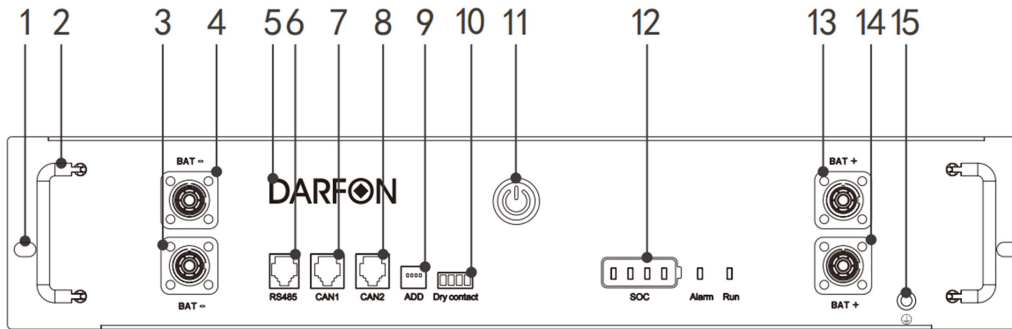 1 2 3 4 5 6 7 8 9 10 11 12 13 14 15
BAT - BAT +
DARFON
RS485 CAN1 CAN2 ADD Dry contact SOC Alarm Run
BAT - BAT +